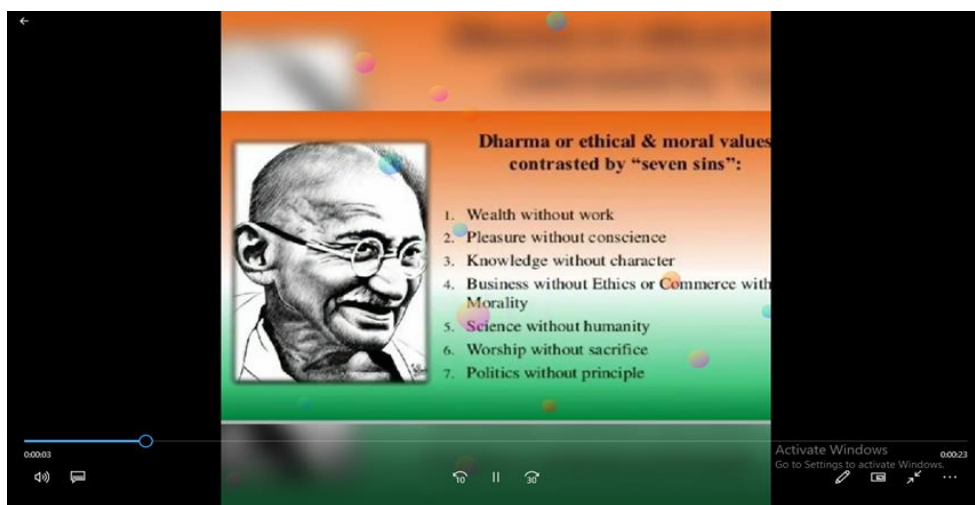 Dharma or ethical & moral values
contrasted by “seven sins”:
1. Wealth without work
2. Pleasure without conscience
3. Knowledge without character
4. Business without Ethics or Commerce with
Morality
5. Science without humanity
6. Worship without sacrifice
7. Politics without principle
0:00:03
Activate Windows
0:00:23
Go to Settings to activate Windows.
10
30